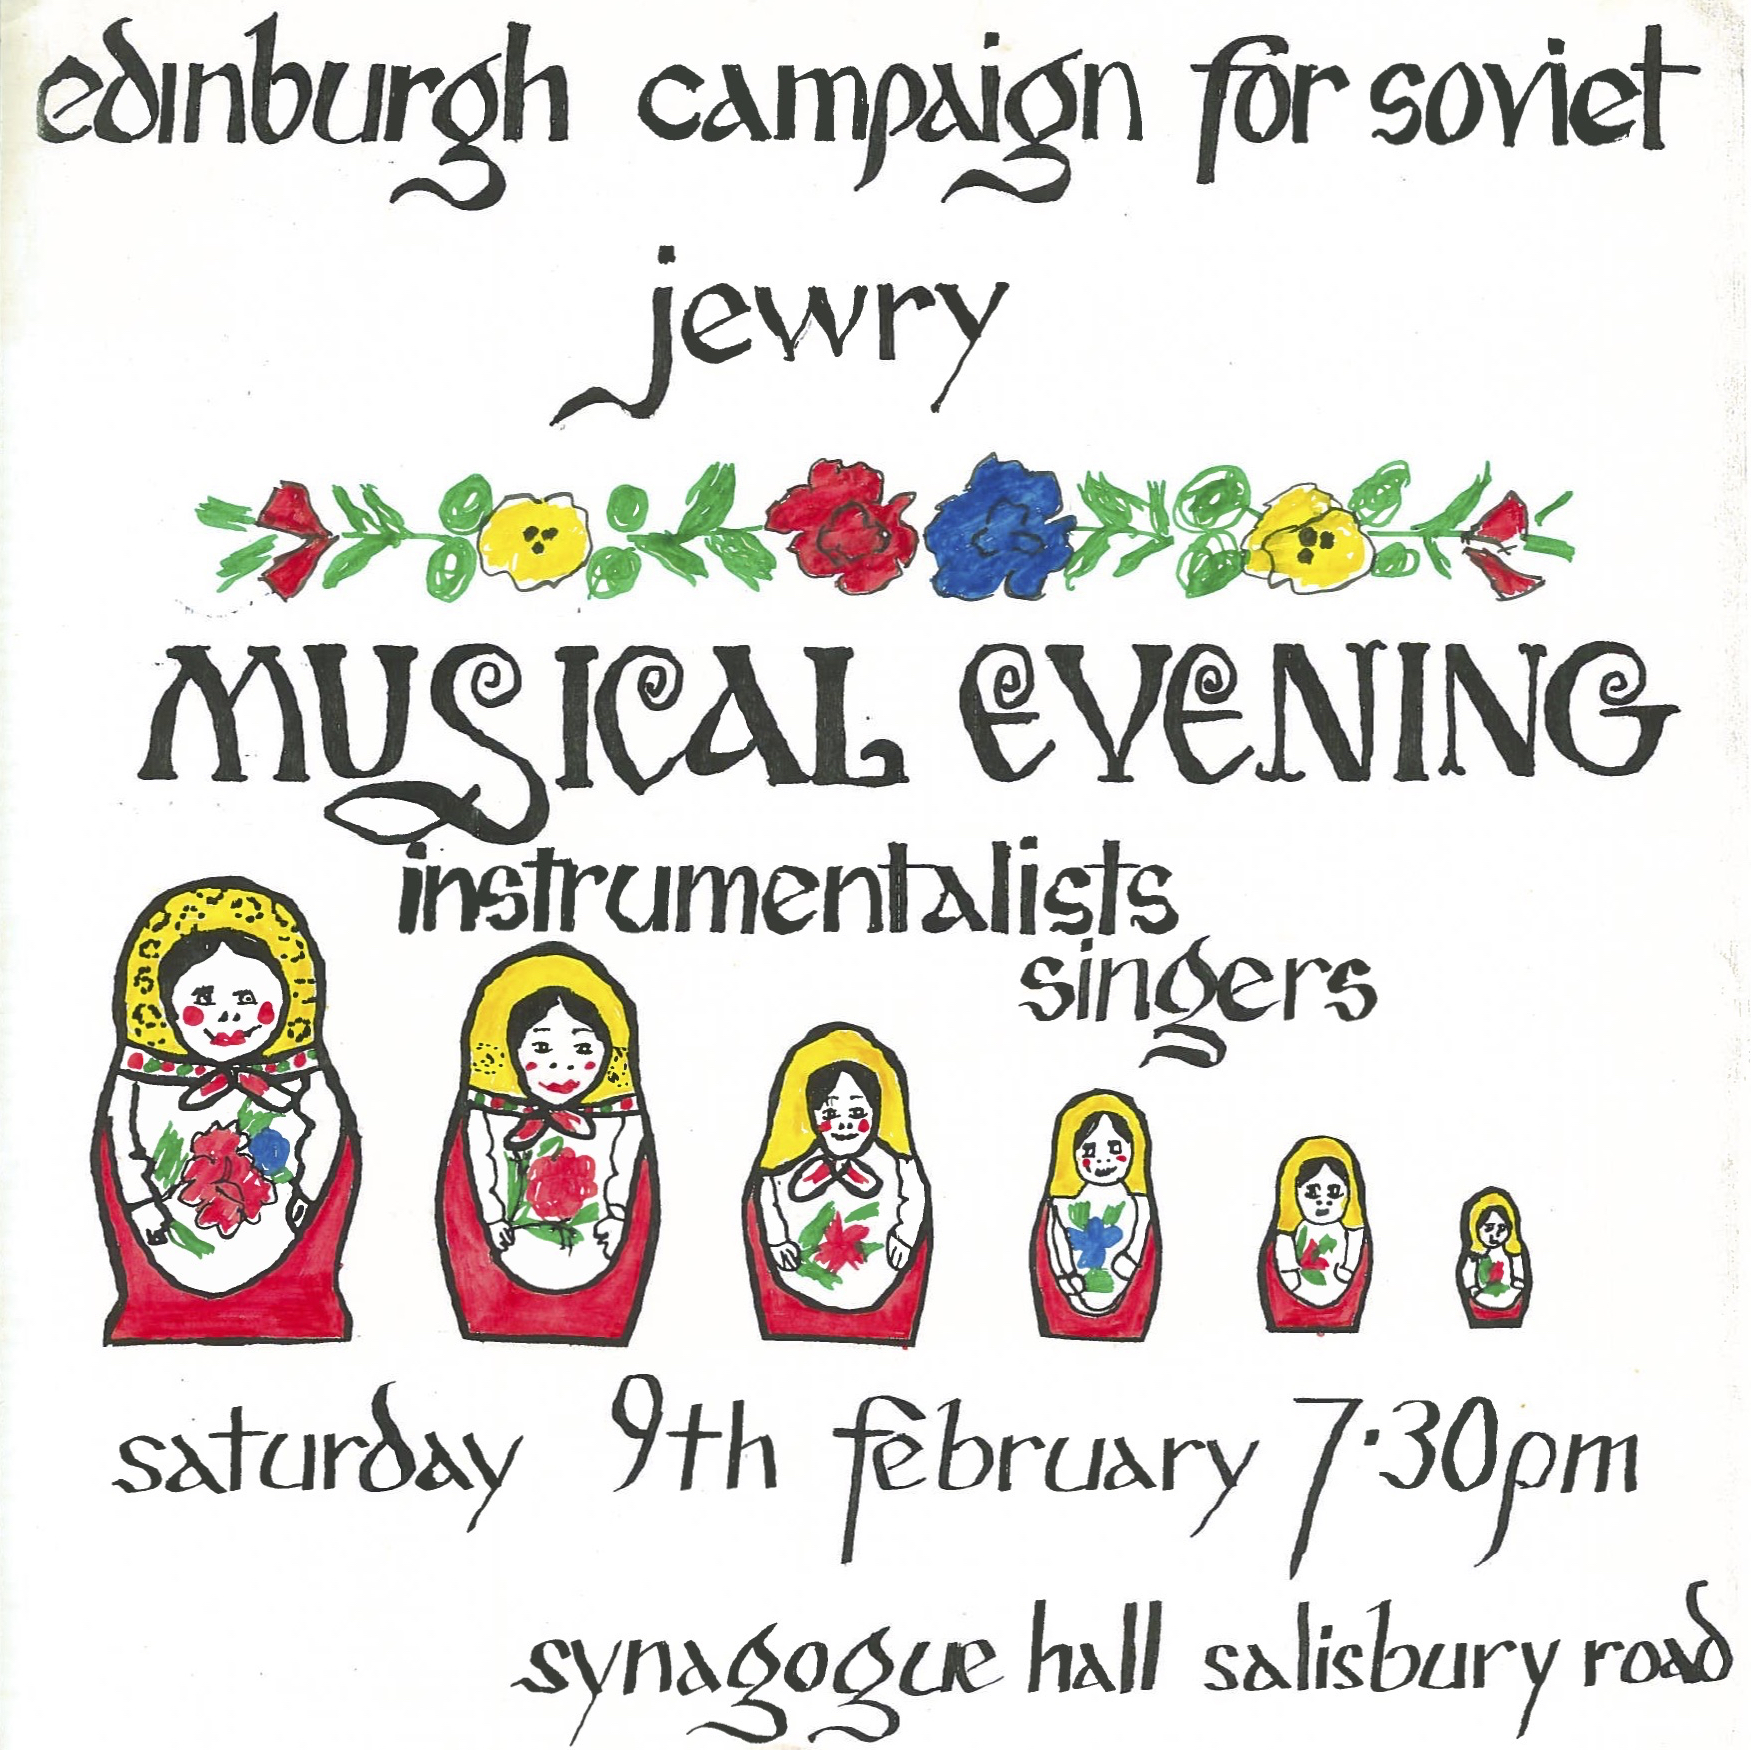 edinburgh campaign for soviet
jewry
MUSICAL EVENING
instrumentalists
singers
saturday 9th february 7·30pm
synagogue hall salisbury road